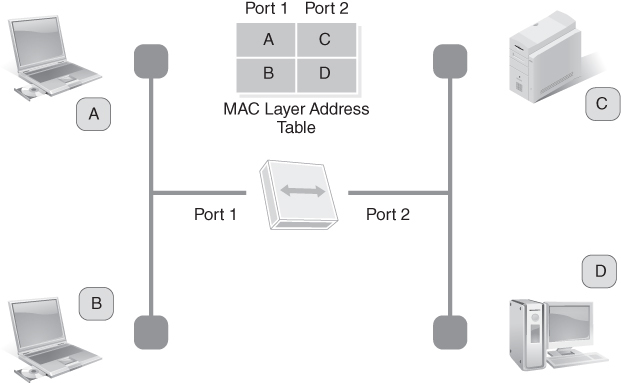 Port 1 Port 2
A C
B D
MAC Layer Address
Table
A
C
Port 1
Port 2
B
D